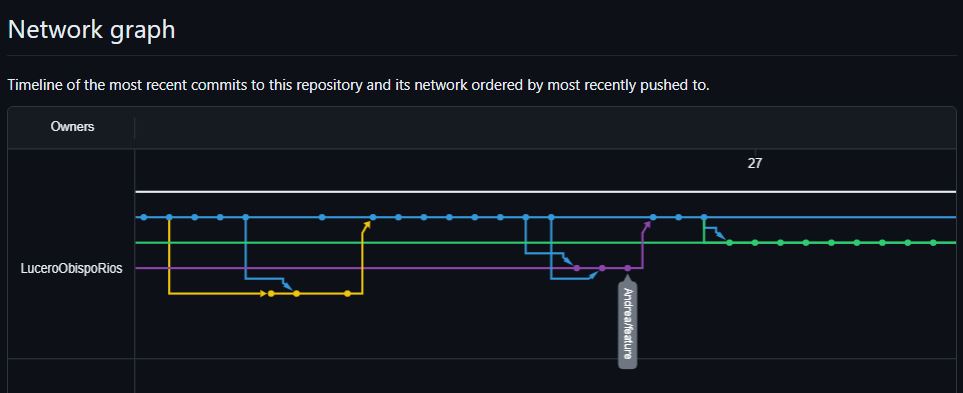 Network graph
Timeline of the most recent commits to this repository and its network ordered by most recently pushed to.
Owners
27
LuceroObispoRios
Andrea/feature